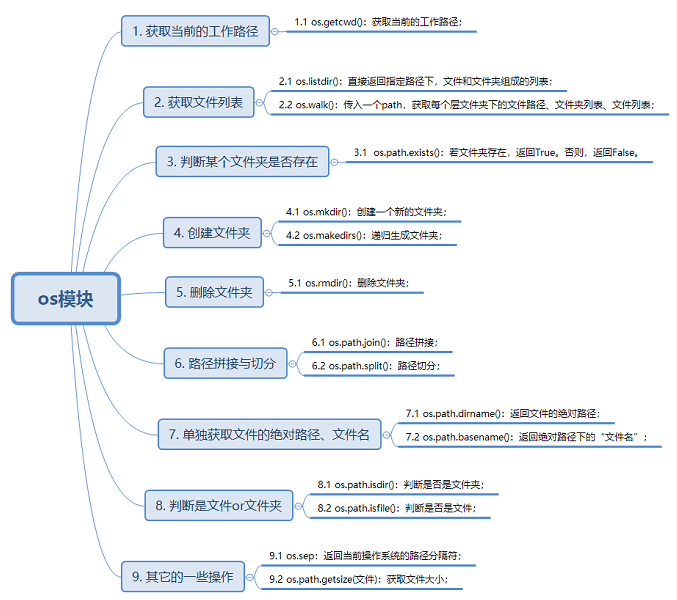 os模块
1. 获取当前的工作路径
1.1 os.getcwd()：获取当前的工作路径；
2. 获取文件列表
2.1 os.listdir()：直接返回指定路径下，文件和文件夹组成的列表；
2.2 os.walk()：传入一个path，获取每个层文件夹下的文件路径、文件夹列表、文件列表；
3. 判断某个文件夹是否存在
3.1 os.path.exists()：若文件夹存在，返回True。否则，返回False。
4. 创建文件夹
4.1 os.mkdir()：创建一个新的文件夹；
4.2 os.makedirs()：递归生成文件夹；
5. 删除文件夹
5.1 os.rmdir()：删除文件夹；
6. 路径拼接与切分
6.1 os.path.join()：路径拼接；
6.2 os.path.split()：路径切分；
7. 单独获取文件的绝对路径、文件名
7.1 os.path.dirname()：返回文件的绝对路径；
7.2 os.path.basename()：返回绝对路径下的“文件名”；
8. 判断是文件or文件夹
8.1 os.path.isdir()：判断是否是文件夹；
8.2 os.path.isfile()：判断是否是文件；
9. 其它的一些操作
9.1 os.sep：返回当前操作系统的路径分隔符；
9.2 os.path.getsize(文件)：获取文件大小；